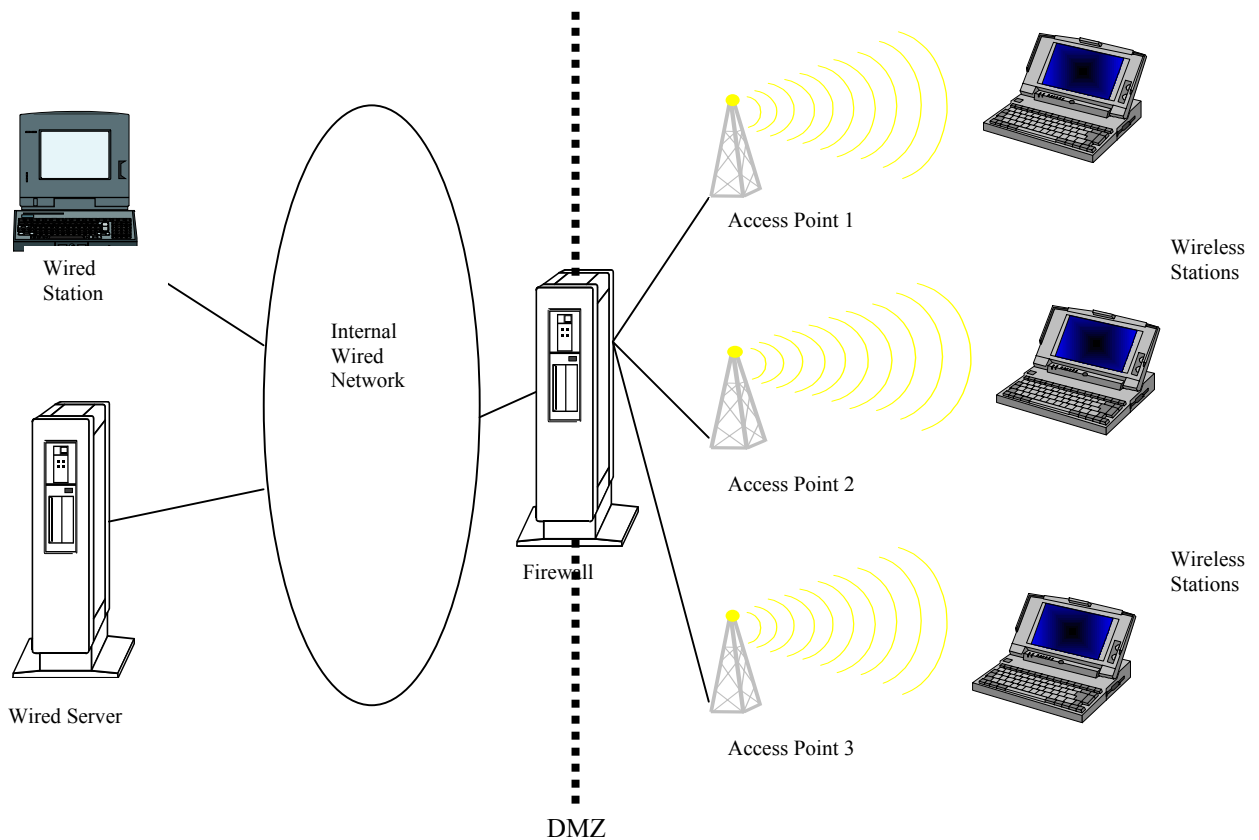 Access Point 1
Wireless
Stations
Wired
Station
Internal
Wired
Network
Access Point 2
Firewall
Wireless
Stations
Wired Server
Access Point 3
DMZ